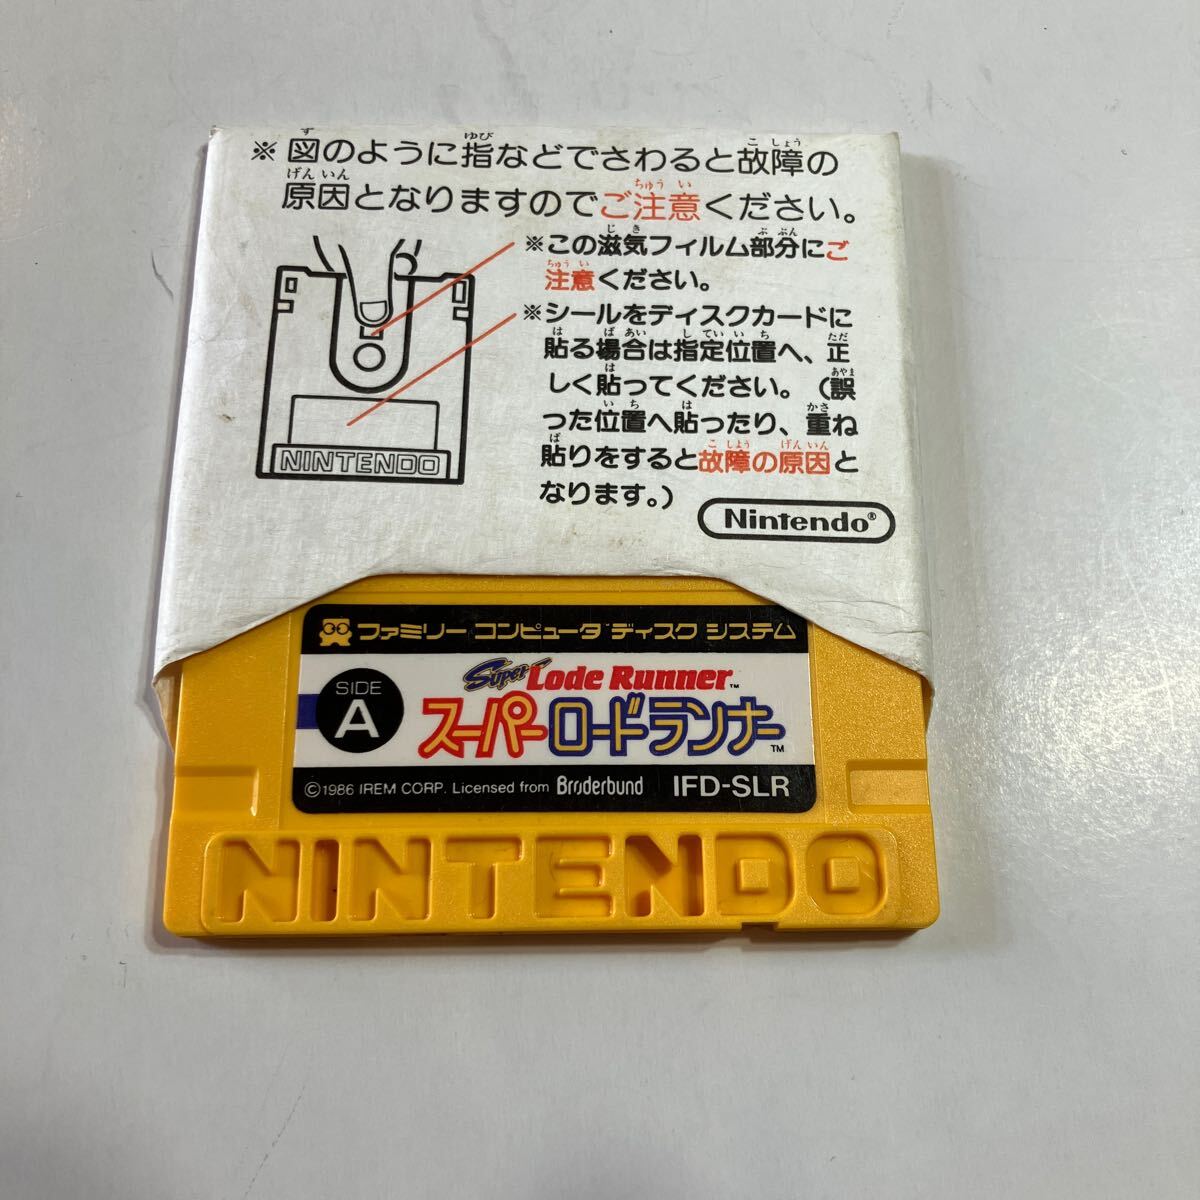 ※図のように指などでさわると故障の
原因となりますのでご注意ください。
※この滋気フィルム部分にご
注意ください。
※シールをディスクカードに
貼る場合は指定位置へ、正
しく貼ってください。(誤
った位置へ貼ったり、重ね
貼りをすると故障の原因と
なります。)
NINTENDO
Nintendo®
ファミリー コンピュータ ディスク システム
SIDE
A
Super Lode Runner™
スーパーロードランナー™
©1986 IREM CORP. Licensed from Brøderbund IFD-SLR
NINTENDO